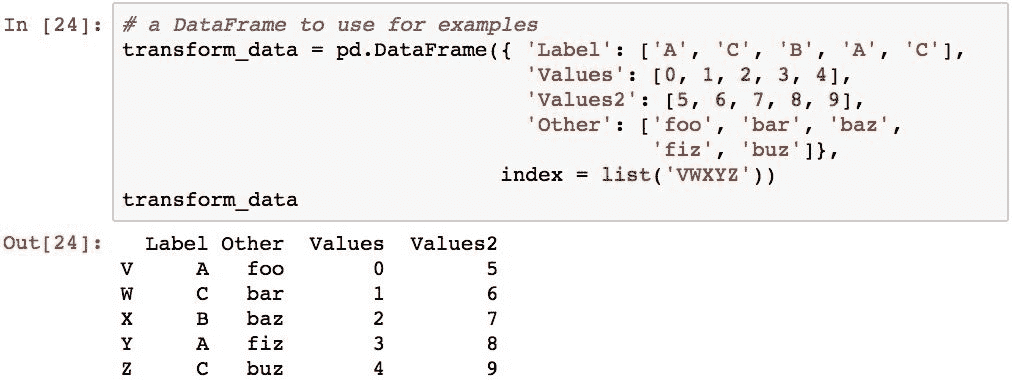 In [24]: # a DataFrame to use for examples
transform_data = pd.DataFrame({ 'Label': ['A', 'C', 'B', 'A', 'C'],
'Values': [0, 1, 2, 3, 4],
'Values2': [5, 6, 7, 8, 9],
'Other': ['foo', 'bar', 'baz',
'fiz', 'buz']},
index = list('VWXYZ'))
transform_data
Out[24]: Label Other Values Values2
V A foo 0 5
W C bar 1 6
X B baz 2 7
Y A fiz 3 8
Z C buz 4 9